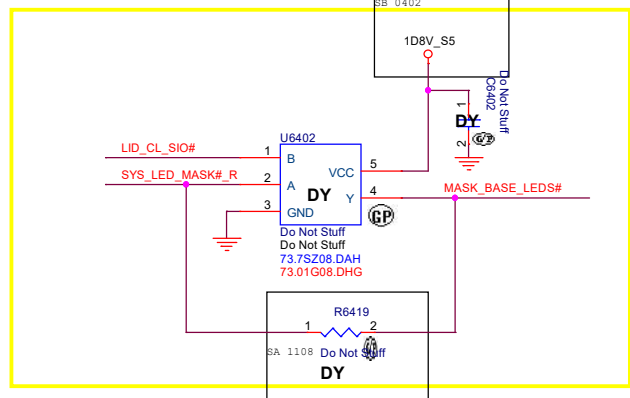 SB 0402
1D8V_S5
1
2
DY
G/P
C6402
Do Not Stuff
U6402
LID_CL_SIO#
1
B
VCC
5
SYS_LED_MASK#_R
2
A
DY
Y
4
MASK_BASE_LEDS#
3
GND
GP
Do Not Stuff
Do Not Stuff
73.7SZ08.DAH
73.01G08.DHG
R6419
1
2
SA 1108
Do Not Stuff
DY